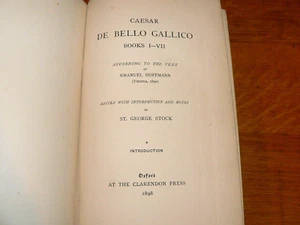 CAESAR
DE BELLO GALLICO
BOOKS I–VII
ACCORDING TO THE TEXT
OF
EMANUEL HOFFMANN
(Vienna, 1890)
EDITED WITH INTRODUCTION AND NOTES
BY
ST. GEORGE STOCK
INTRODUCTION
Oxford
AT THE CLARENDON PRESS
1898